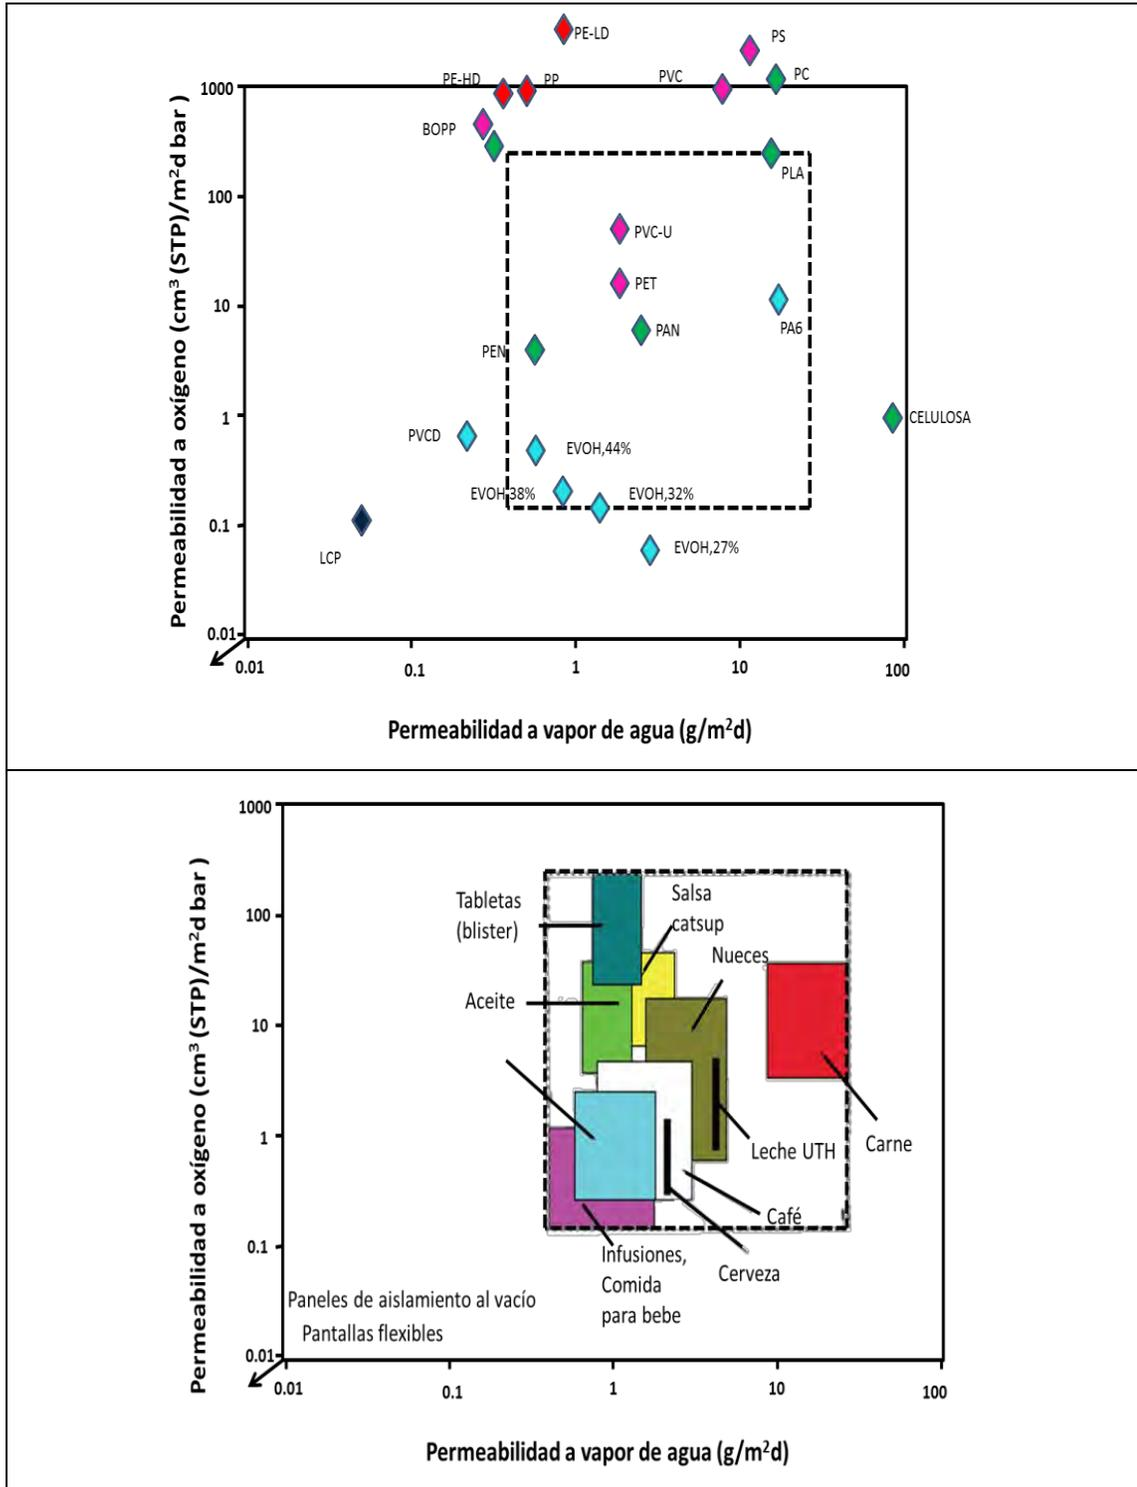 PE-LD
PS
PE-HD
PP
PVC
PC
1000
BOPP
PLA
100
PVC-U
PET
10
PA6
PAN
PEN
1
CELULOSA
PVCD
EVOH,44%
EVOH,38%
EVOH,32%
0.1
EVOH,27%
LCP
0.01
0.01
0.1
1
10
100
Permeabilidad a oxígeno (cm³ (STP)/m²d bar )
Permeabilidad a vapor de agua (g/m²d)
1000
Tabletas
(blister)
Salsa
catsup
100
Nueces
Aceite
10
1
Leche UTH
Carne
Café
0.1
Infusiones,
Comida
para bebe
Cerveza
Paneles de aislamiento al vacío
Pantallas flexibles
0.01
0.01
0.1
1
10
100
Permeabilidad a oxígeno (cm³ (STP)/m²d bar )
Permeabilidad a vapor de agua (g/m²d)